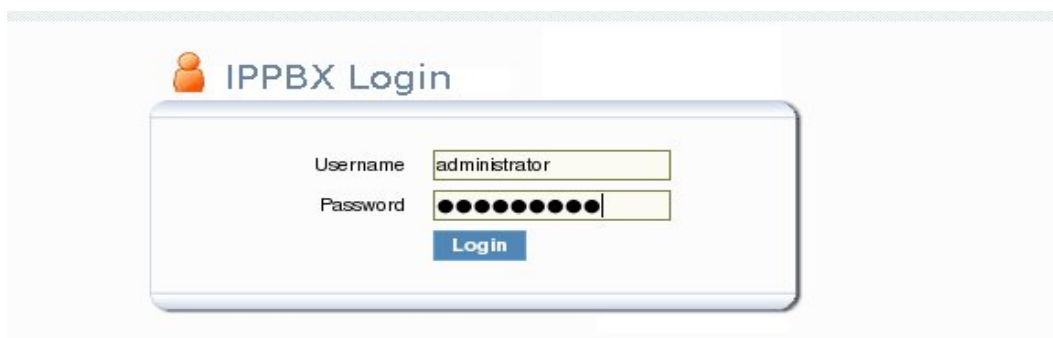 IPPBX Login
Username administrator
Password ●●●●●●●●●
Login